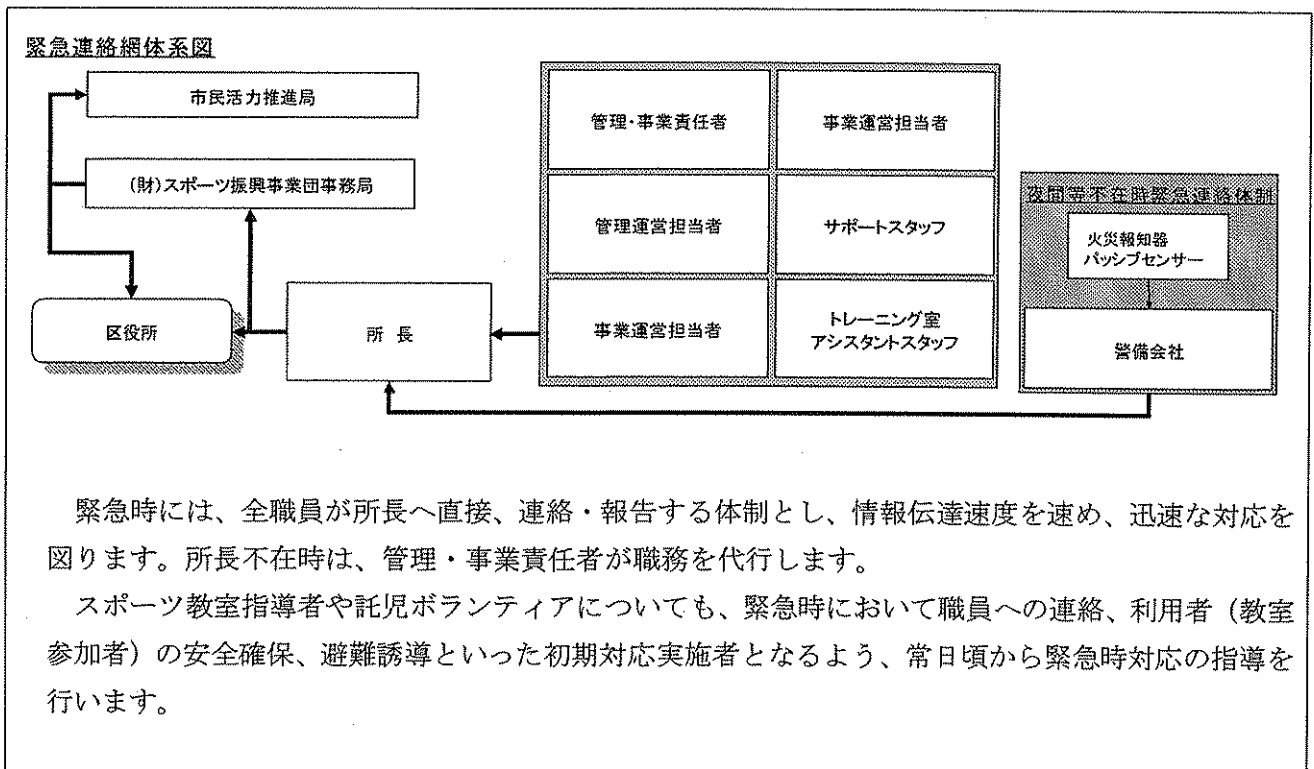 緊急連絡網体系図
市民活力推進局
(財)スポーツ振興事業団事務局
区役所
所 長
管理・事業責任者
事業運営担当者
管理運営担当者
サポートスタッフ
事業運営担当者
トレーニング室
アシスタントスタッフ
夜間等不在時緊急連絡体制
火災報知器
パッシブセンサー
警備会社
緊急時には、全職員が所長へ直接、連絡・報告する体制とし、情報伝達速度を速め、迅速な対応を
図ります。所長不在時は、管理・事業責任者が職務を代行します。
スポーツ教室指導者や託児ボランティアについても、緊急時において職員への連絡、利用者（教室
参加者）の安全確保、避難誘導といった初期対応実施者となるよう、常日頃から緊急時対応の指導を
行います。